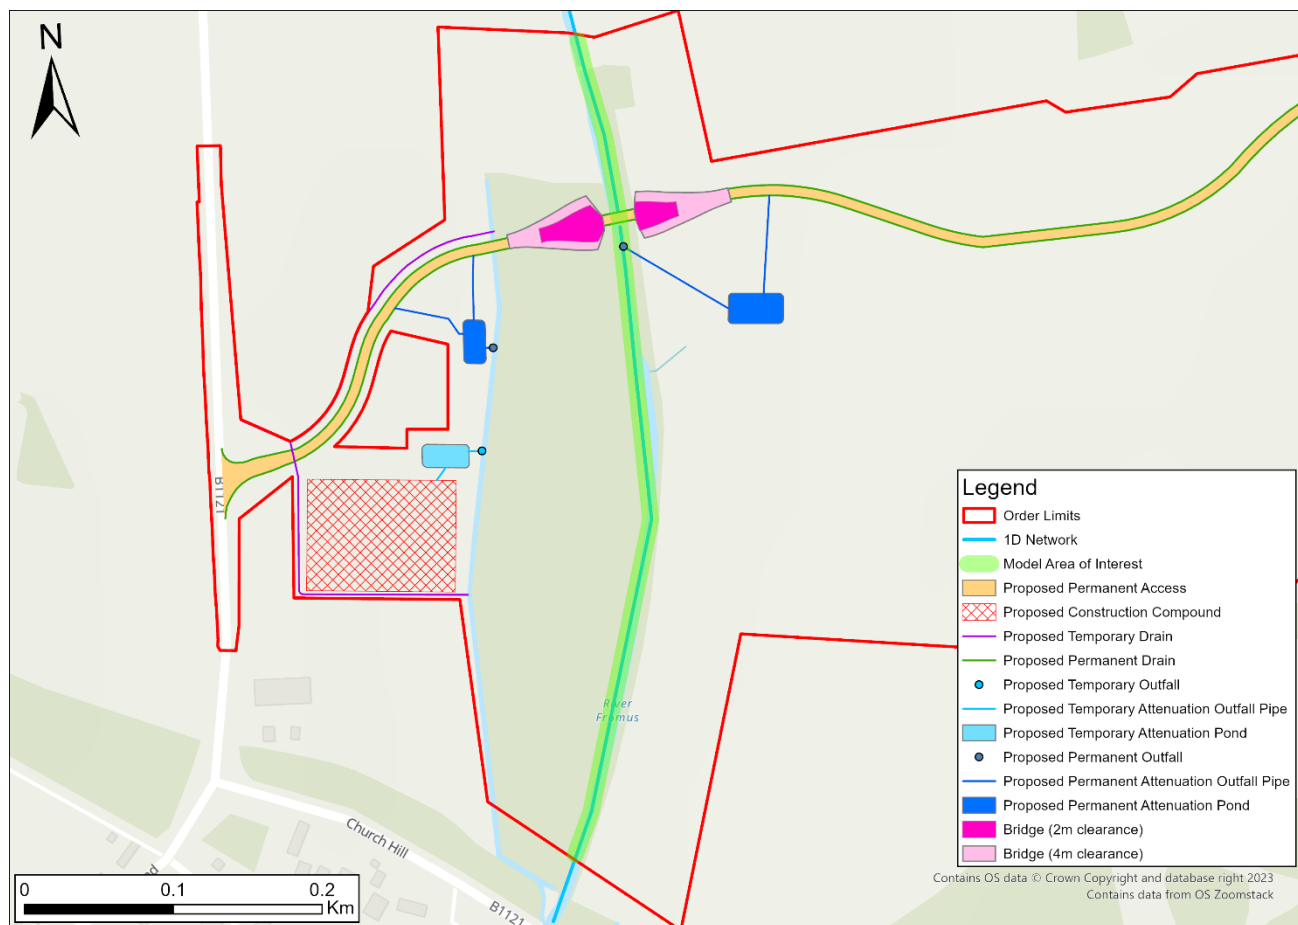 N
B1121
River
Fromus
Church Hill
B1121
0
0.1
0.2
Km
Legend
Order Limits
1D Network
Model Area of Interest
Proposed Permanent Access
Proposed Construction Compound
Proposed Temporary Drain
Proposed Permanent Drain
Proposed Temporary Outfall
Proposed Temporary Attenuation Outfall Pipe
Proposed Temporary Attenuation Pond
Proposed Permanent Outfall
Proposed Permanent Attenuation Outfall Pipe
Proposed Permanent Attenuation Pond
Bridge (2m clearance)
Bridge (4m clearance)
Contains OS data © Crown Copyright and database right 2023
Contains data from OS Zoomstack